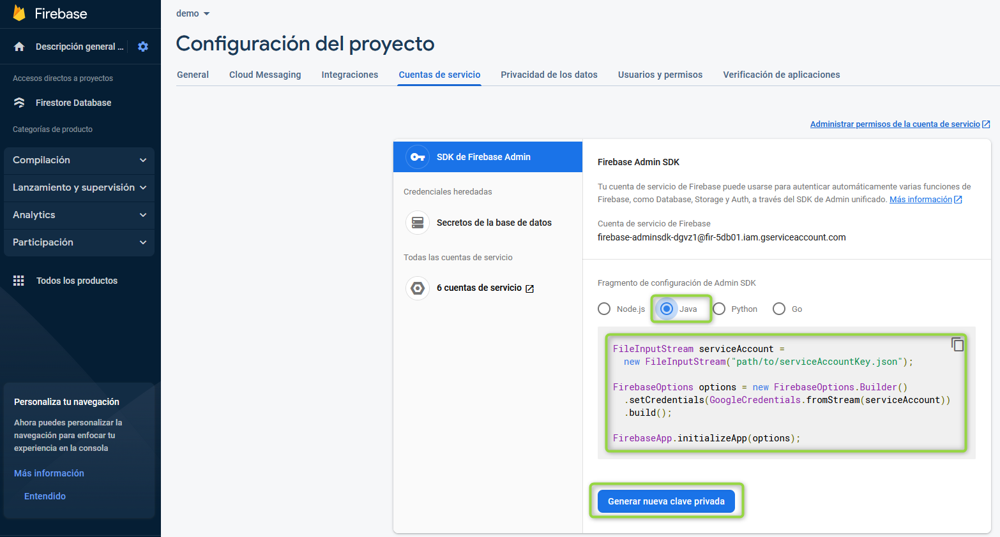 Firebase
Descripción general ...
Accesos directos a proyectos
Firestore Database
Categorías de producto
Compilación
Lanzamiento y supervisión
Analytics
Participación
Todos los productos
Personaliza tu navegación
Ahora puedes personalizar la
navegación para enfocar tu
experiencia en la consola
Más información
Entendido
demo
Configuración del proyecto
General Cloud Messaging Integraciones Cuentas de servicio Privacidad de los datos Usuarios y permisos Verificación de aplicaciones
Administrar permisos de la cuenta de servicio
SDK de Firebase Admin
Credenciales heredadas
Secretos de la base de datos
Todas las cuentas de servicio
6 cuentas de servicio
Firebase Admin SDK
Tu cuenta de servicio de Firebase puede usarse para autenticar automáticamente varias funciones de
Firebase, como Database, Storage y Auth, a través del SDK de Admin unificado. Más información
Cuenta de servicio de Firebase
firebase-adminsdk-dgvz1@fir-5db01.iam.gserviceaccount.com
Fragmento de configuración de Admin SDK
Node.js Java Python Go
FileInputStream serviceAccount =
new FileInputStream("path/to/serviceAccountKey.json");
FirebaseOptions options = new FirebaseOptions.Builder()
.setCredentials(GoogleCredentials.fromStream(serviceAccount))
.build();
FirebaseApp.initializeApp(options);
Generar nueva clave privada